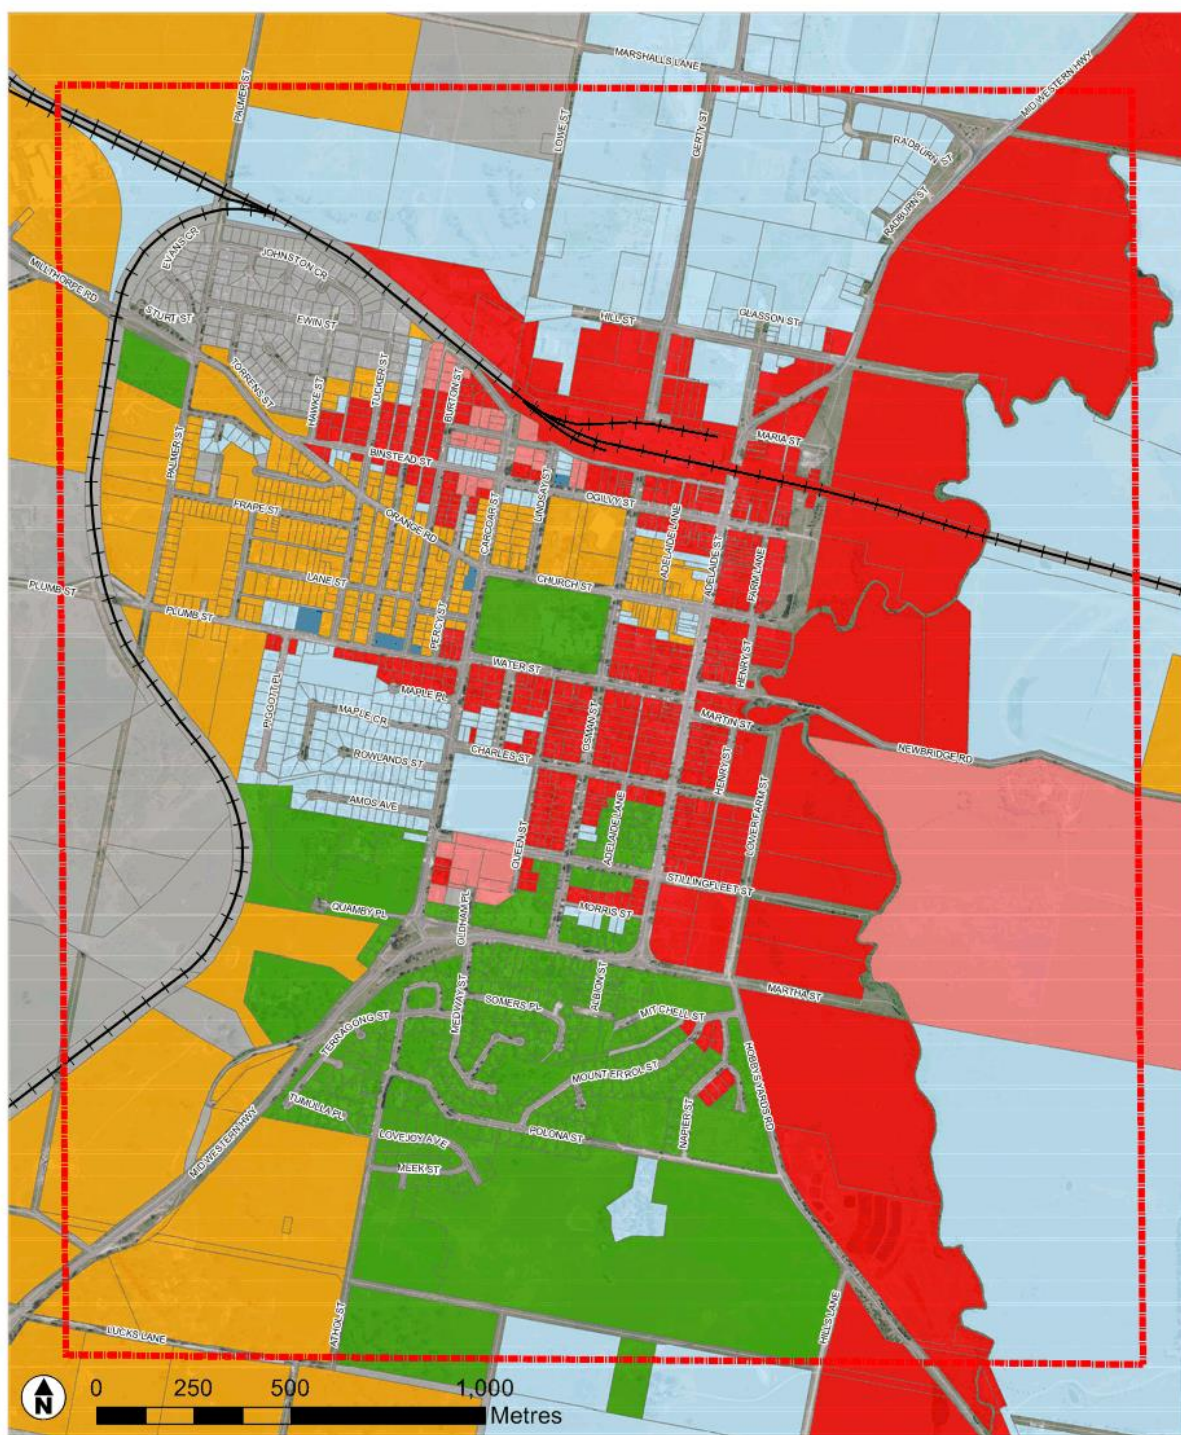 MARSHALLS LANE
MID WESTERN HWY
PALMER ST
LOWE ST
GERTY ST
RADBURN ST
RADBURN ST
EVANS CR
JOHNSTON CR
MILLTHORPE RD
STURT ST
EWIN ST
HILL ST
GLASSON ST
TORRENS ST
TUCKER ST
HAWKE ST
BURTON ST
MARIA ST
PALMER ST
BINSTEAD ST
LINDSAY ST
OGILVY ST
FRAPE ST
ORANGE RD
CARCOAR ST
ADELAIDE LANE
ADELAIDE ST
FARM LANE
LANE ST
CHURCH ST
PLUMB ST
PLUMB ST
PERCY ST
WATER ST
HENRY ST
PIGGOTT PL
MAPLE PL
MAPLE CR
OSMAN ST
MARTIN ST
NEWBRIDGE RD
ROWLANDS ST
CHARLES ST
HENRY ST
AMOS AVE
QUEEN ST
ADELAIDE LANE
LOWER FARM ST
STILLINGFLEET ST
QUAMBY PL
OLDHAM PL
MORRIS ST
MARTHA ST
MEDWAY ST
SOMERS PL
ALBION ST
MITCHELL ST
TERRAGONG ST
MOUNT ERROL ST
HOBBYS YARDS RD
TUMULLA PL
NAPIER ST
MID WESTERN HWY
LOVEJOY AVE
POLONA ST
MEEK ST
ATHOL ST
HILLS LANE
LUCKS LANE
N
0 250 500 1,000
Metres